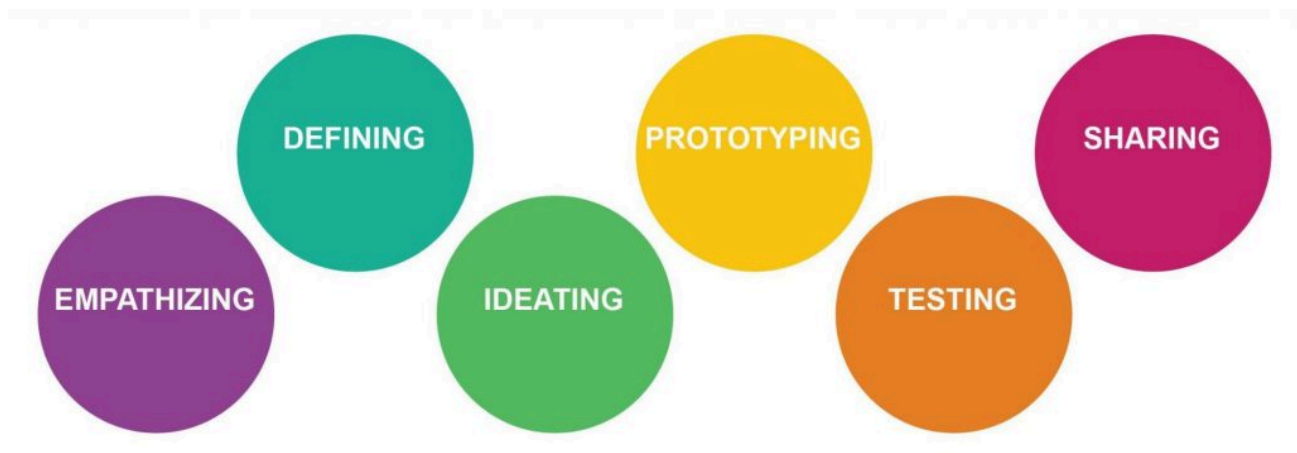 EMPATHIZING
DEFINING
IDEATING
PROTOTYPING
TESTING
SHARING